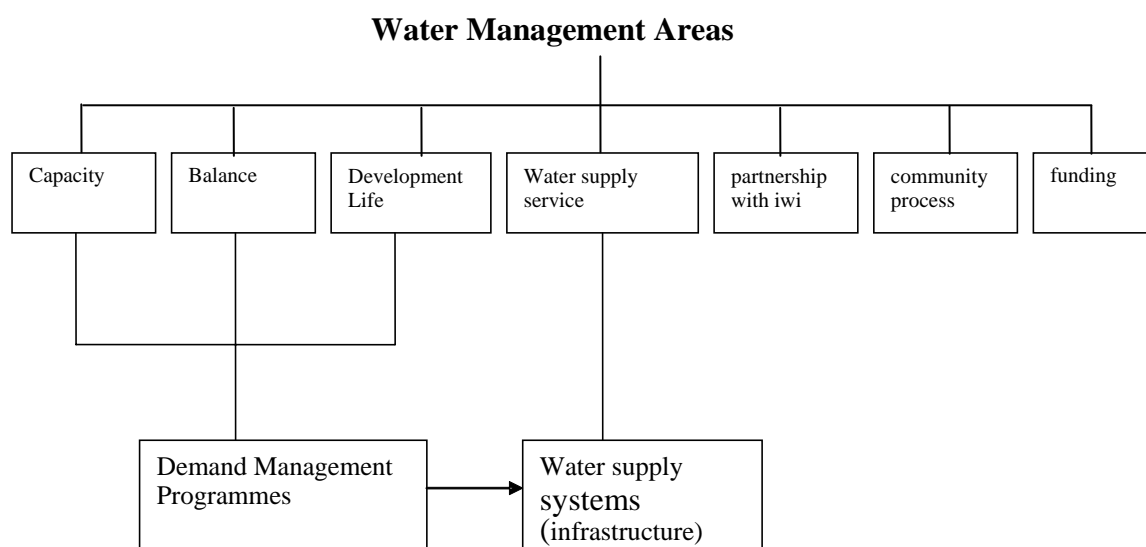 Water Management Areas
Capacity
Balance
Development
Life
Water supply
service
partnership
with iwi
community
process
funding
Demand Management
Programmes
Water supply
systems
(infrastructure)